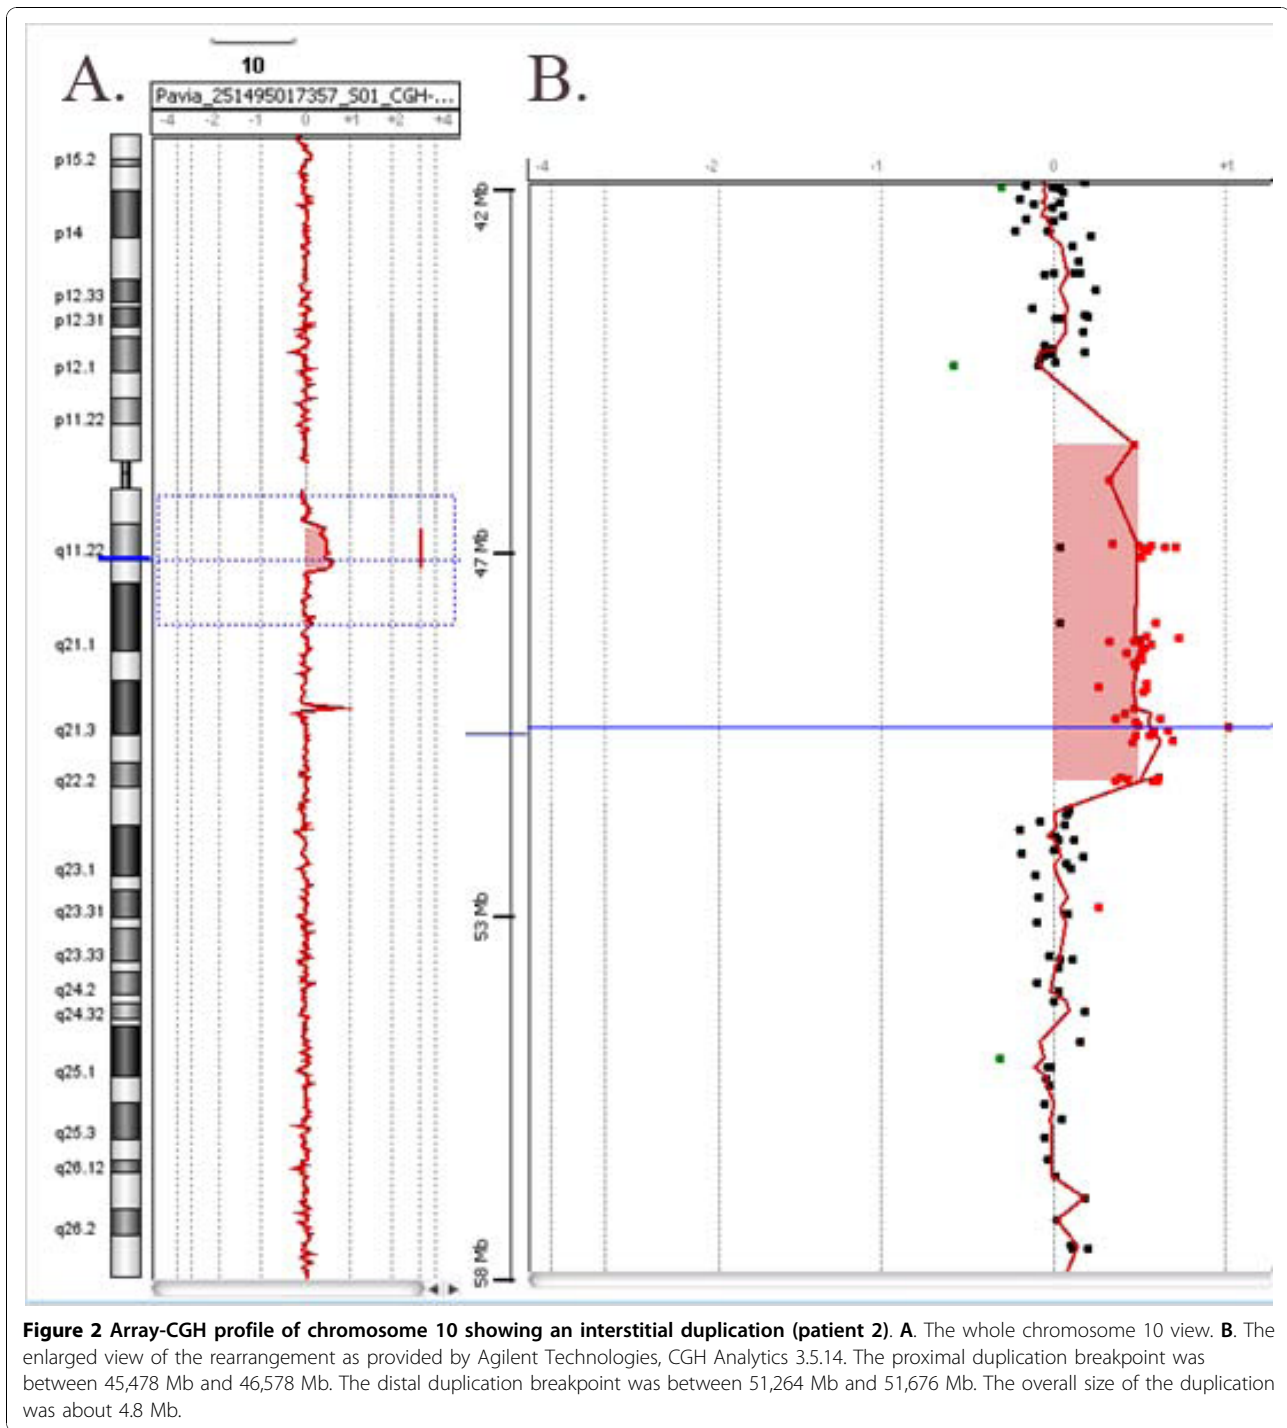 A.
10
Pavia_251495017357_S01_CGH-...
-4 -2 -1 0 +1 +2 +4
p15.2
p14
p12.33
p12.31
p12.1
p11.22
q11.22
q21.1
q21.3
q22.2
q23.1
q23.31
q23.33
q24.2
q24.32
q25.1
q25.3
q26.12
q26.2
B.
-4 -2 -1 0 +1
42 Mb
47 Mb
53 Mb
58 Mb
Figure 2 Array-CGH profile of chromosome 10 showing an interstitial duplication (patient 2). A. The whole chromosome 10 view. B. The
enlarged view of the rearrangement as provided by Agilent Technologies, CGH Analytics 3.5.14. The proximal duplication breakpoint was
between 45,478 Mb and 46,578 Mb. The distal duplication breakpoint was between 51,264 Mb and 51,676 Mb. The overall size of the duplication
was about 4.8 Mb.